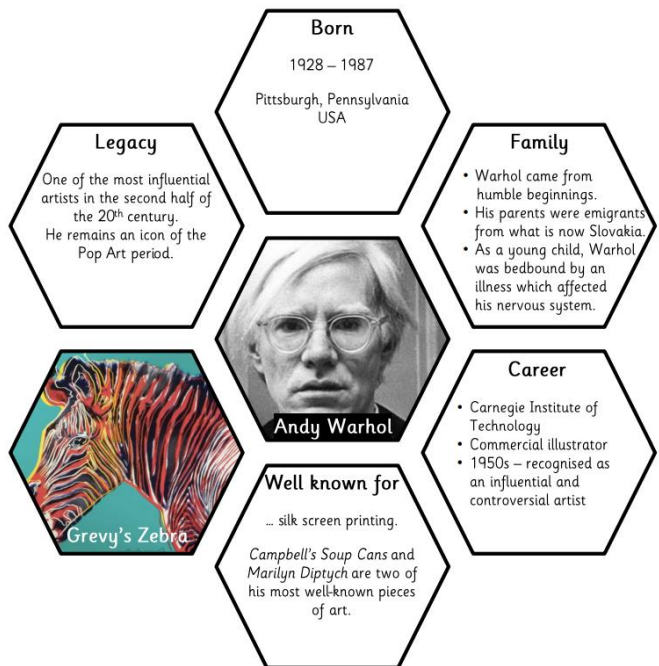 Born
1928 – 1987
Pittsburgh, Pennsylvania
USA
Legacy
One of the most influential
artists in the second half of
the 20th century.
He remains an icon of the
Pop Art period.
Family
• Warhol came from
humble beginnings.
• His parents were emigrants
from what is now Slovakia.
• As a young child, Warhol
was bedbound by an
illness which affected
his nervous system.
Andy Warhol
Grevy's Zebra
Career
• Carnegie Institute of
Technology
• Commercial illustrator
• 1950s – recognised as
an influential and
controversial artist
Well known for
... silk screen printing.
Campbell's Soup Cans and
Marilyn Diptych are two of
his most well-known pieces
of art.